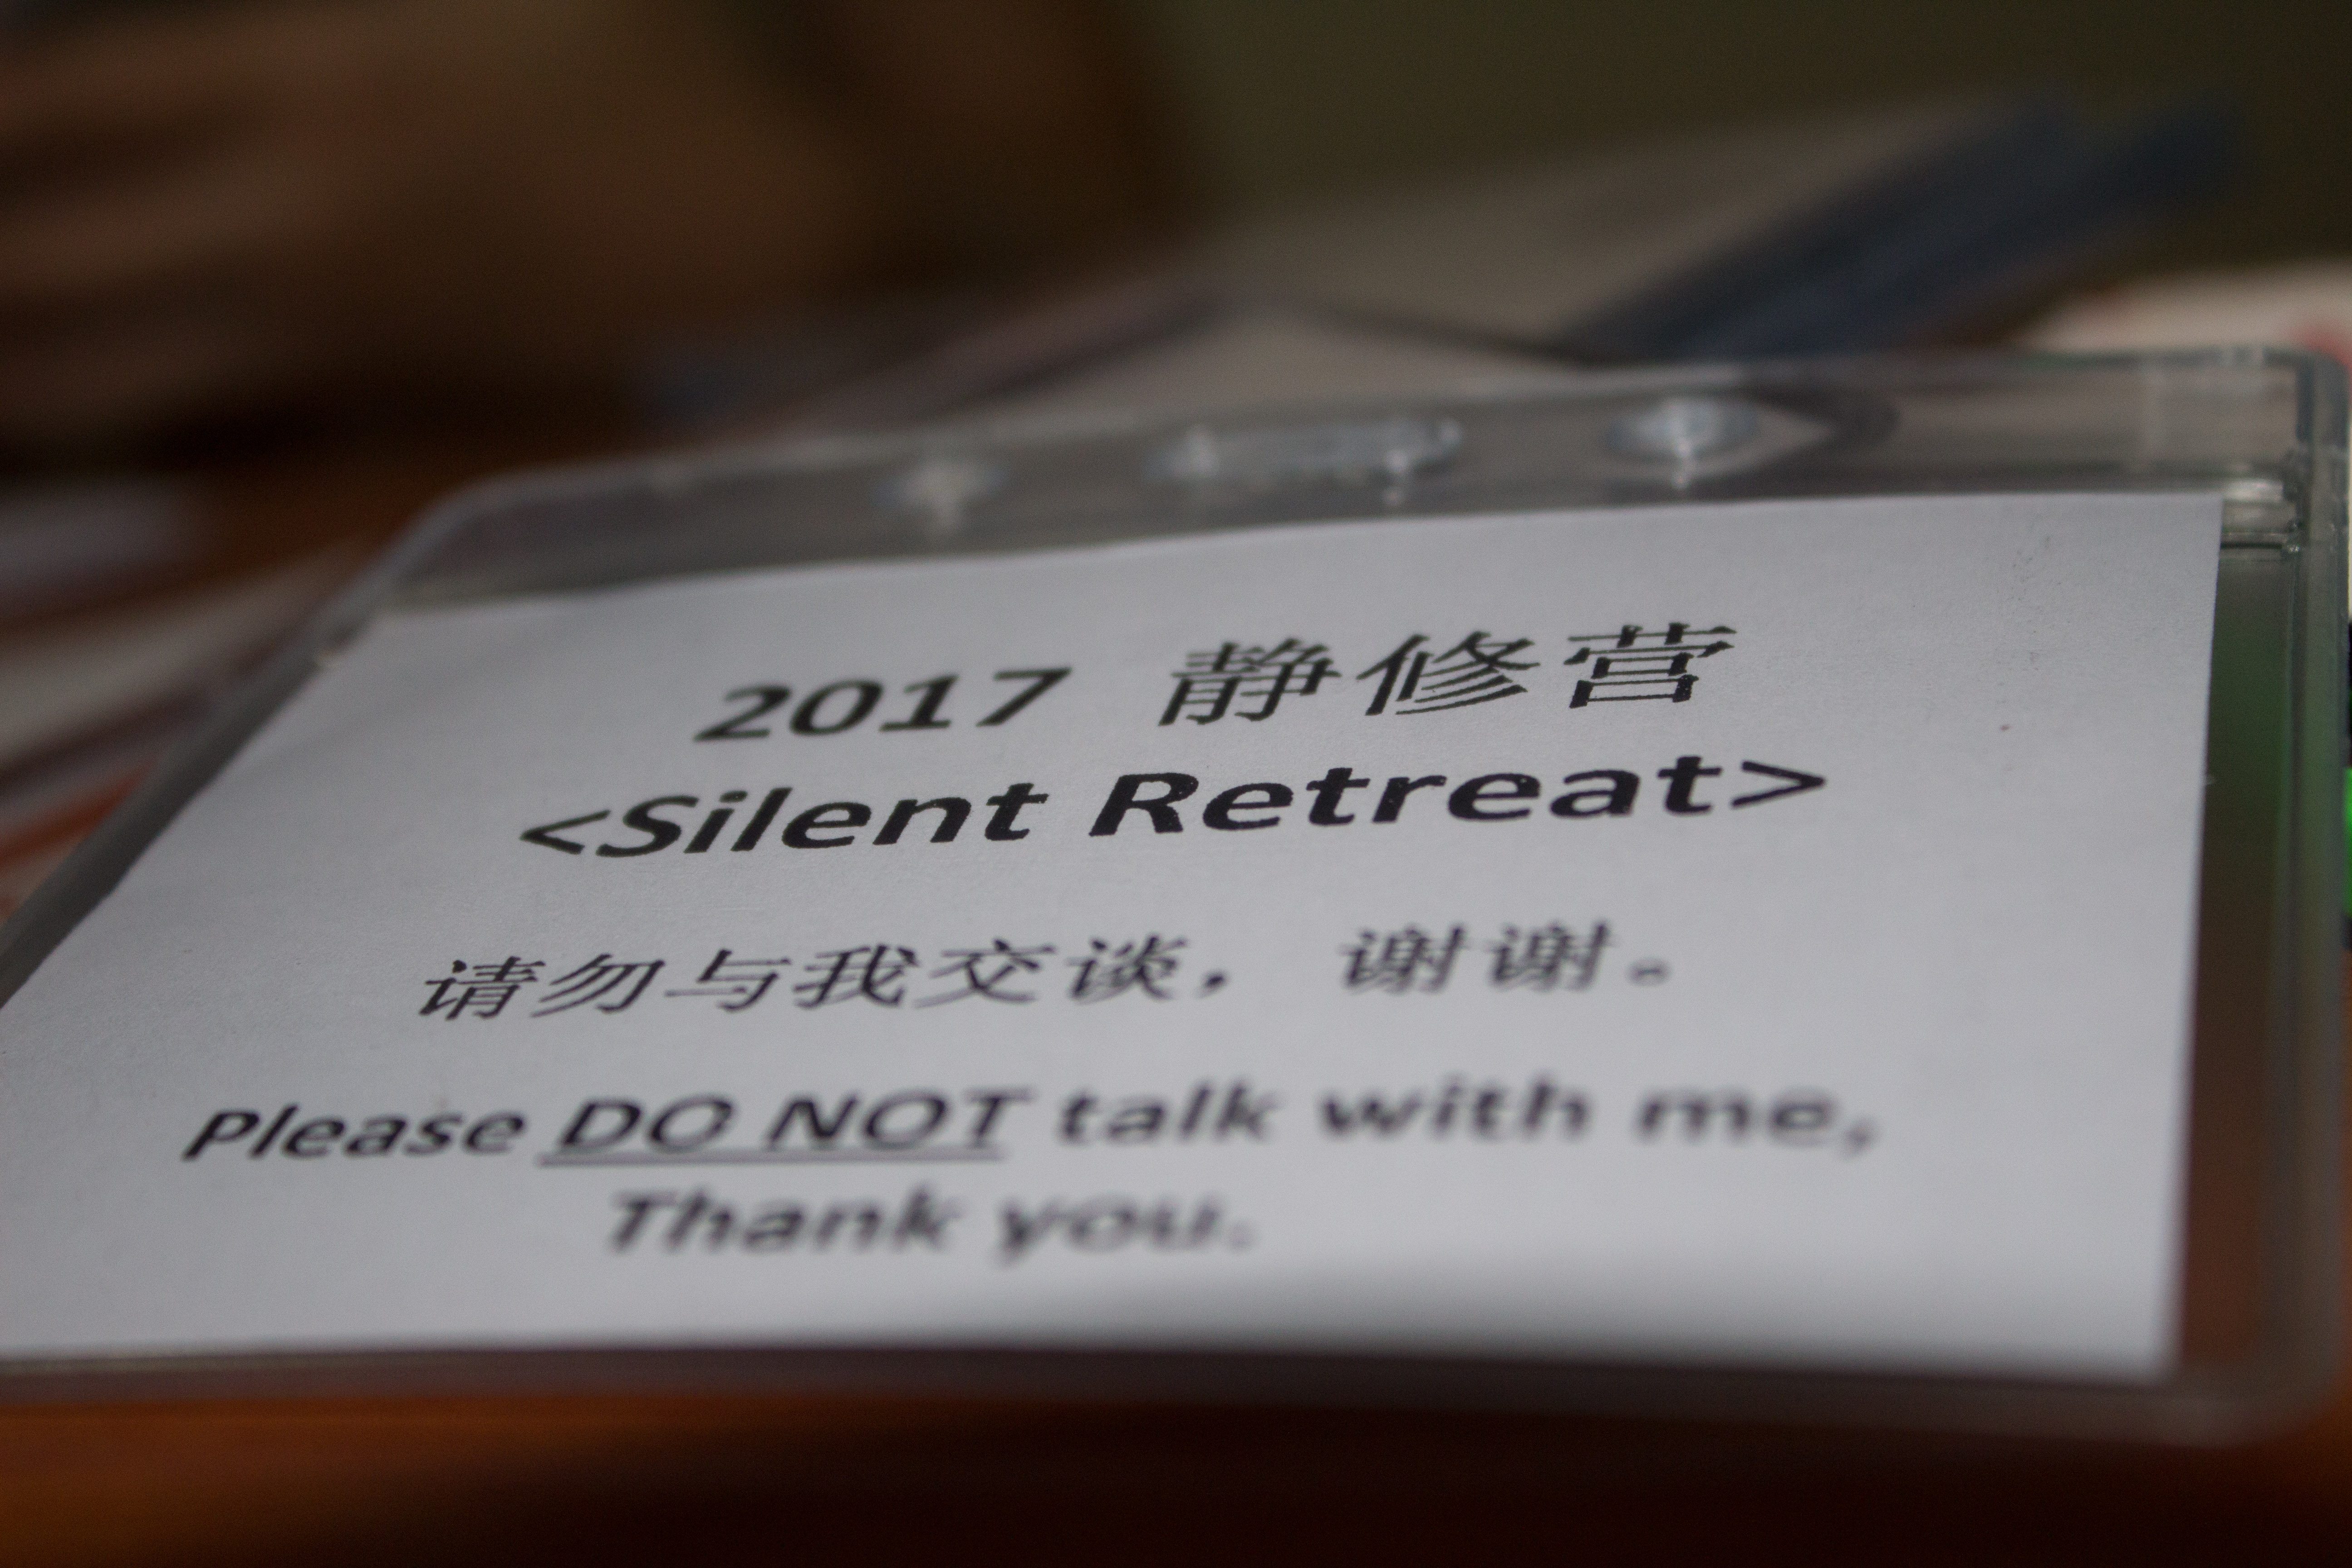 2017 静修营
<Silent Retreat>
请勿与我交谈，谢谢。
Please DO NOT talk with me,
Thank you.